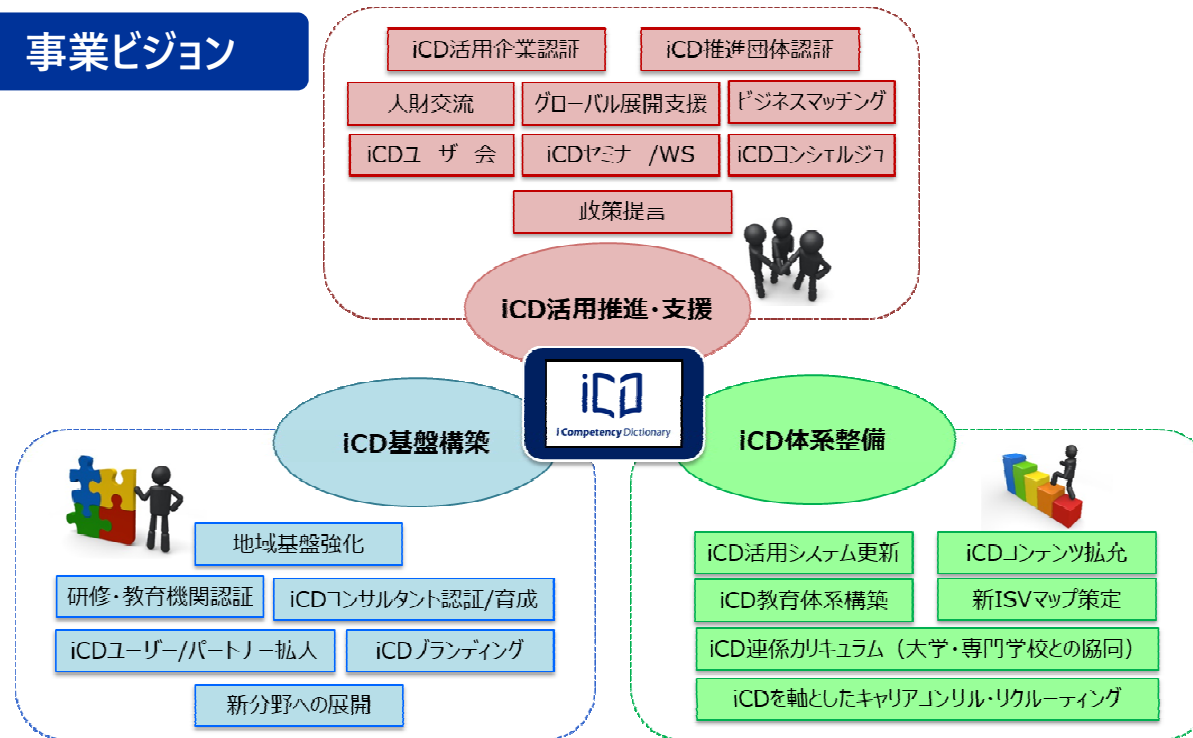 事業ビジョン
iCD活用企業認証
iCD推進団体認証
人財交流
グローバル展開支援
ビジネスマッチング
iCDユ ザ 会
iCDセミナ /WS
iCDコンシェルジュ
政策提言
iCD活用推進・支援
iCD
i Competency Dictionary
iCD基盤構築
iCD体系整備
地域基盤強化
研修・教育機関認証
iCDコンサルタント認証/育成
iCDユーザー/パートナー拡大
iCDブランディング
新分野への展開
iCD活用システム更新
iCDコンテンツ拡充
iCD教育体系構築
新ISVマップ策定
iCD連係カリキュラム（大学・専門学校との協同）
iCDを軸としたキャリアコンサル・リクルーティング